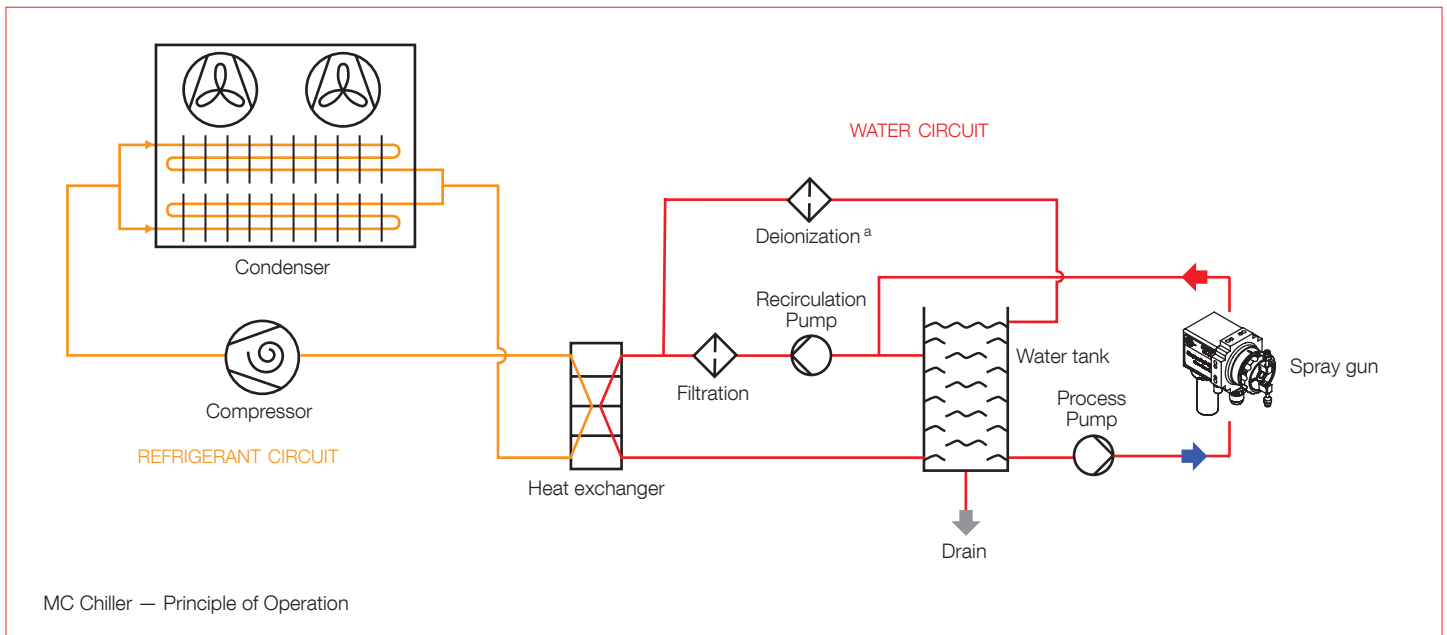 WATER CIRCUIT
Deionization a
Condenser
Recirculation
Pump
Water tank
Spray gun
Compressor
Filtration
Process
Pump
REFRIGERANT CIRCUIT
Heat exchanger
Drain
MC Chiller — Principle of Operation